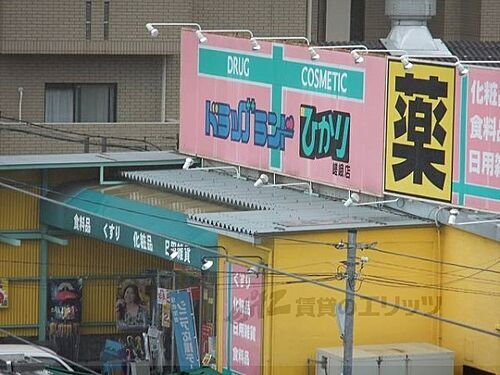 DRUG COSMETIC
ドラッグランド ひかり
嵯峨店
薬
化粧品
食料品
日用雑
食料品 くすり 化粧品 日用雑貨
くすり
化粧品
日用雑貨
食料品
賃貸のエリッツ